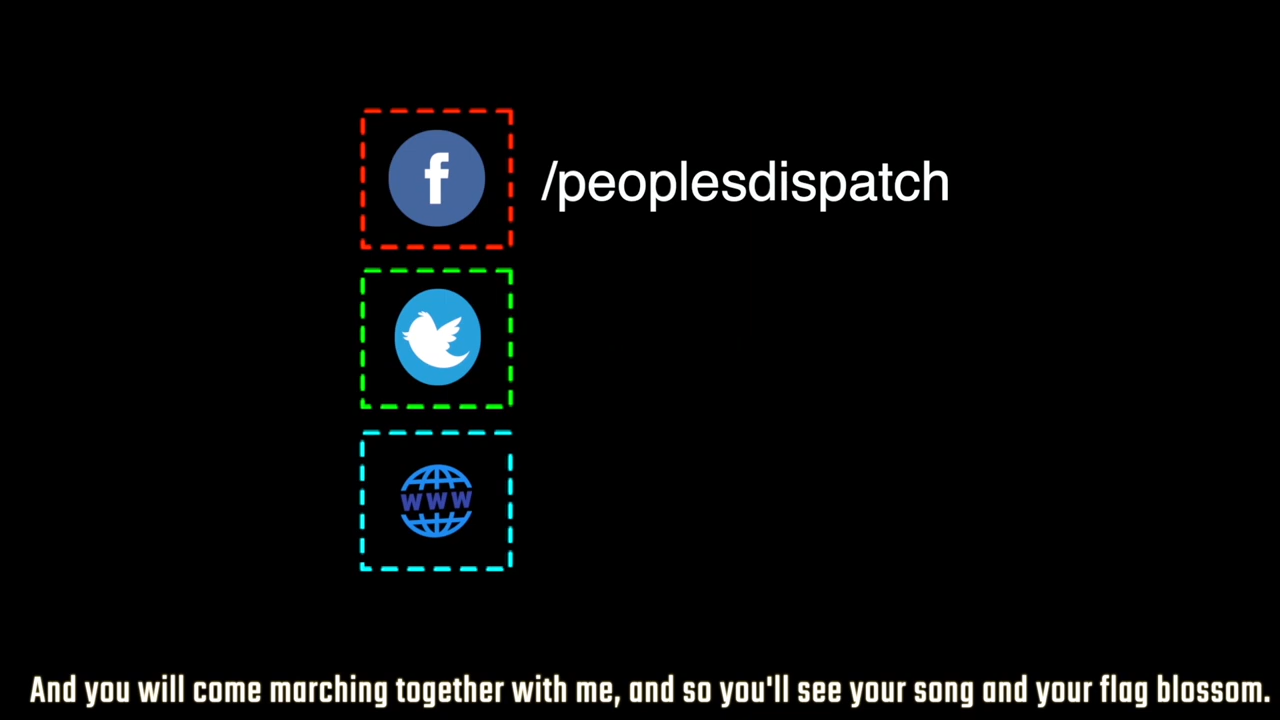 f
/peoplesdispatch
WWW
And you will come marching together with me, and so you'll see your song and your flag blossom.